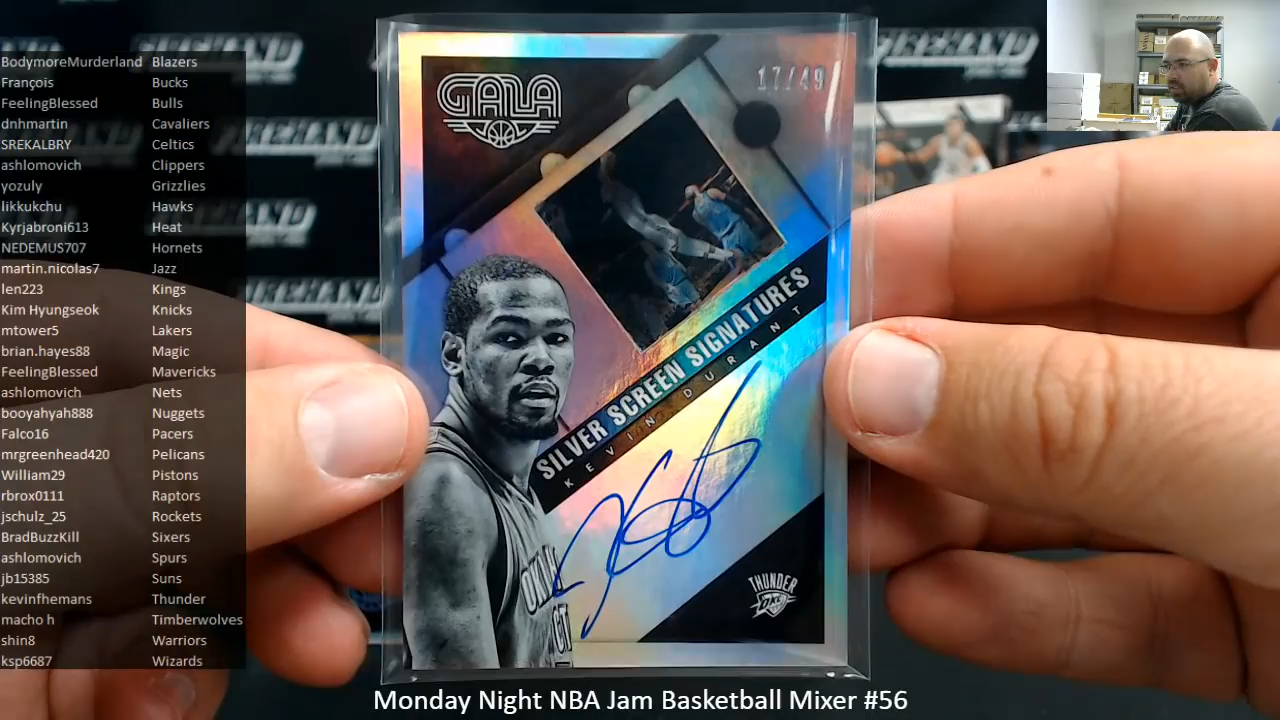 BodymoreMurderland Blazers
François Bucks
FeelingBlessed Bulls
dnhmartin Cavaliers
SREKALBRY Celtics
ashlomovich Clippers
yozuly Grizzlies
likkukchu Hawks
Kyrjabroni613 Heat
NEDEMUS707 Hornets
martin.nicolas7 Jazz
len223 Kings
Kim Hyungseok Knicks
mtower5 Lakers
brian.hayes88 Magic
FeelingBlessed Mavericks
ashlomovich Nets
booyahyah888 Nuggets
Falco16 Pacers
mrgreenhead420 Pelicans
William29 Pistons
rbrox0111 Raptors
jschulz_25 Rockets
BradBuzzKill Sixers
ashlomovich Spurs
jb15385 Suns
kevinfhemans Thunder
macho h Timberwolves
shin8 Warriors
ksp6687 Wizards
GALA
17/49
SILVER SCREEN SIGNATURES
KEVIN DURANT
THUNDER
OKC
Monday Night NBA Jam Basketball Mixer #56